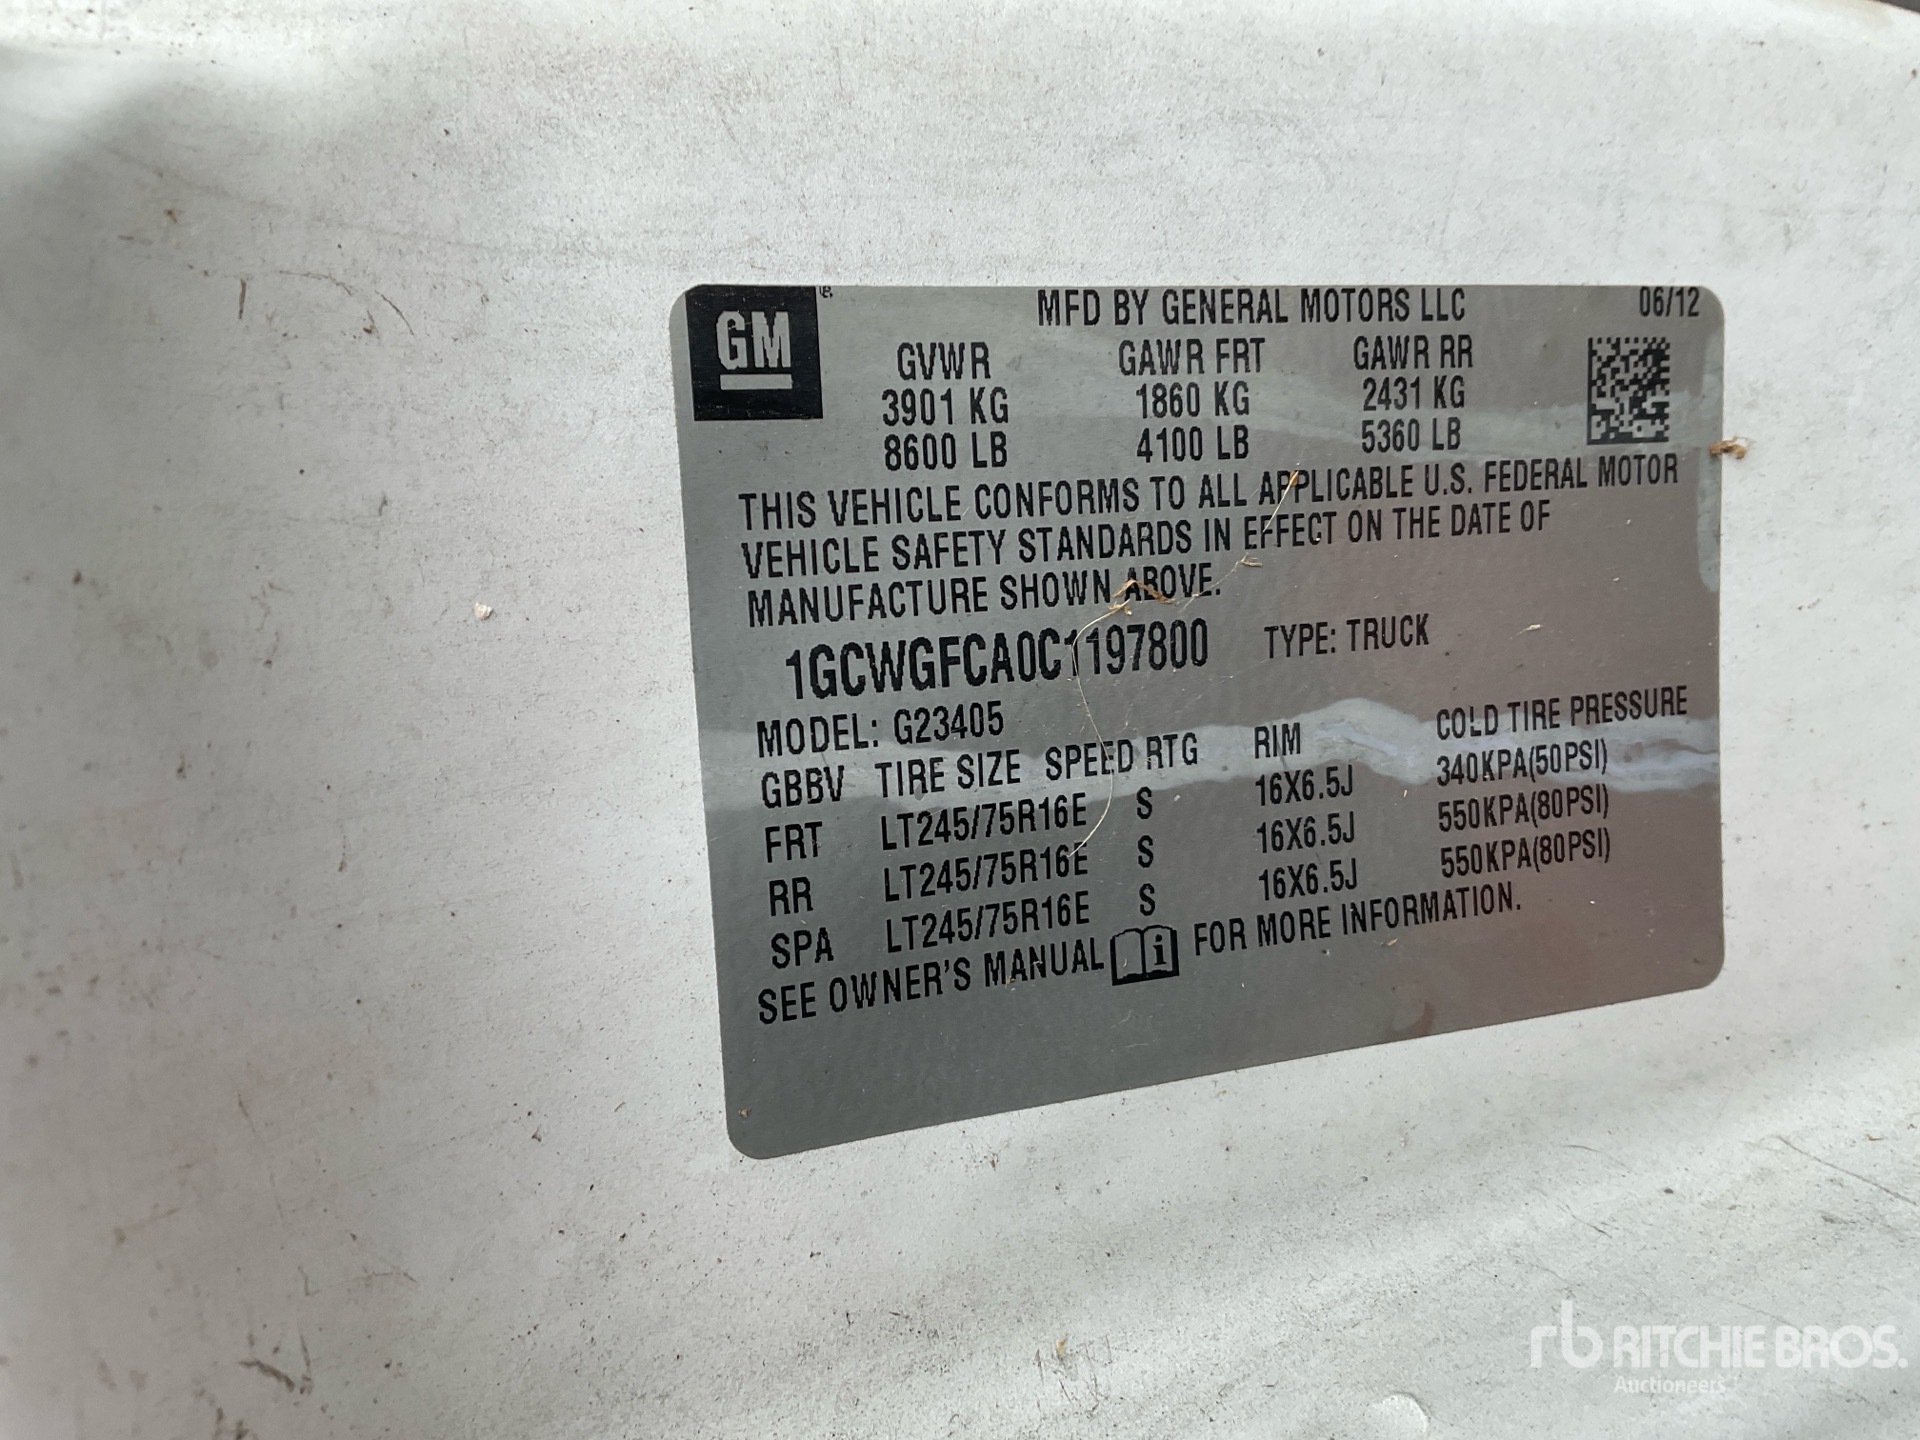 GM
MFD BY GENERAL MOTORS LLC 06/12
GVWR GAWR FRT GAWR RR
3901 KG 1860 KG 2431 KG
8600 LB 4100 LB 5360 LB
THIS VEHICLE CONFORMS TO ALL APPLICABLE U.S. FEDERAL MOTOR
VEHICLE SAFETY STANDARDS IN EFFECT ON THE DATE OF
MANUFACTURE SHOWN ABOVE.
1GCWGFCA0C1197800 TYPE: TRUCK
MODEL: G23405
GBBV TIRE SIZE SPEED RTG RIM COLD TIRE PRESSURE
FRT LT245/75R16E S 16X6.5J 340KPA(50PSI)
RR LT245/75R16E S 16X6.5J 550KPA(80PSI)
SPA LT245/75R16E S 16X6.5J 550KPA(80PSI)
SEE OWNER'S MANUAL i FOR MORE INFORMATION.
rb RITCHIE BROS.
Auctioneers